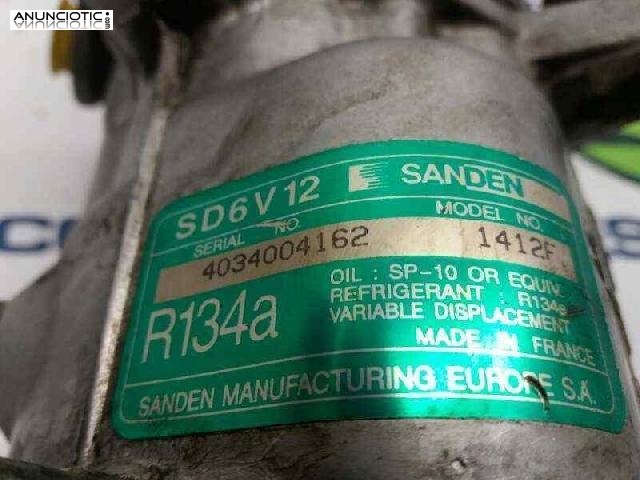 ANUNCIOTIC
.com
SD6V12 SANDEN
SERIAL NO MODEL NO.
4034004162 1412F
R134a
OIL : SP-10 OR EQUIV.
REFRIGERANT : R134a
VARIABLE DISPLACEMENT
MADE IN FRANCE
SANDEN MANUFACTURING EUROPE S.A.